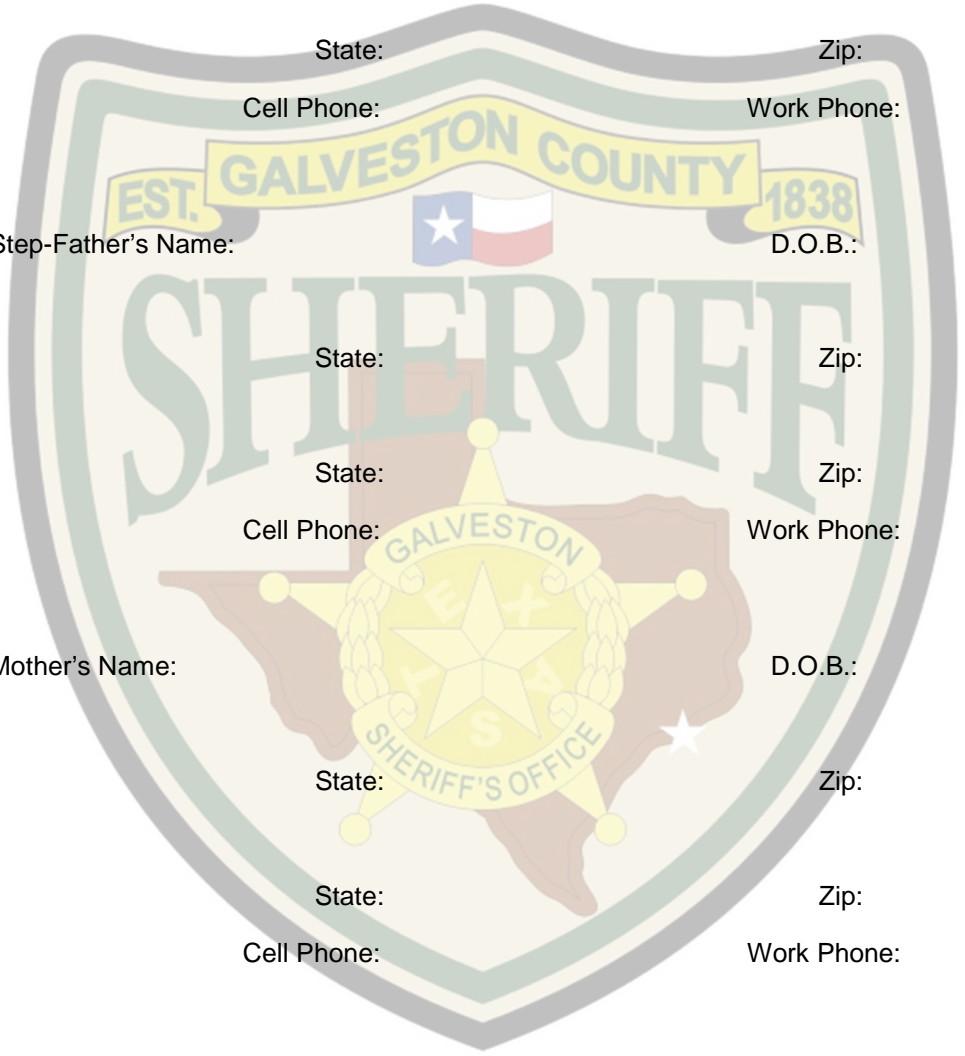 State: Zip:
Cell Phone: Work Phone:
GALVESTON COUNTY
EST. 1838
Step-Father's Name: D.O.B.:
SHERIFF
State: Zip:
State: Zip:
Cell Phone: Work Phone:
GALVESTON
TEXAS
Mother's Name: D.O.B.:
SHERIFF'S OFFICE
State: Zip:
State: Zip:
Cell Phone: Work Phone: